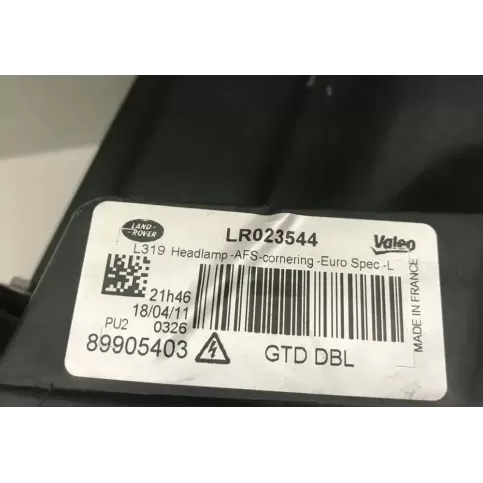 LAND-
ROVER
LR023544
Valeo
L319 Headlamp-AFS-cornering-Euro Spec-L
21h46
18/04/11
PU2 0326
89905403
GTD DBL
MADE IN FRANCE